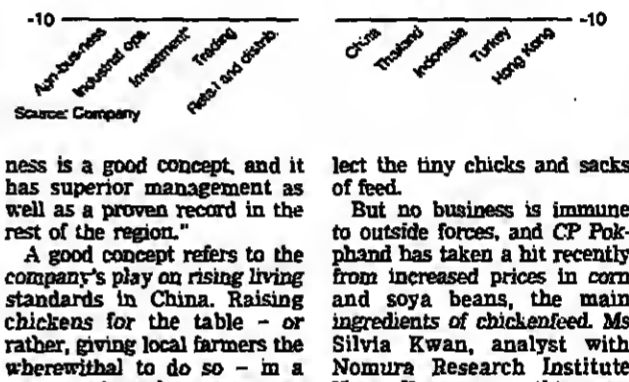 -10
Agri-business
Industrial ops.
Investment*
Trading
Retail and distrib.
Source: Company
China
Thailand
Indonesia
Turkey
Hong Kong
-10
ness is a good concept, and it
has superior management as
well as a proven record in the
rest of the region."
A good concept refers to the
company's play on rising living
standards in China. Raising
chickens for the table – or
rather, giving local farmers the
wherewithal to do so – in a
lect the tiny chicks and sacks
of feed.
But no business is immune
to outside forces, and CP Pok-
phand has taken a hit recently
from increased prices in corn
and soya beans, the main
ingredients of chickenfeed. Ms
Silvia Kwan, analyst with
Nomura Research Institute